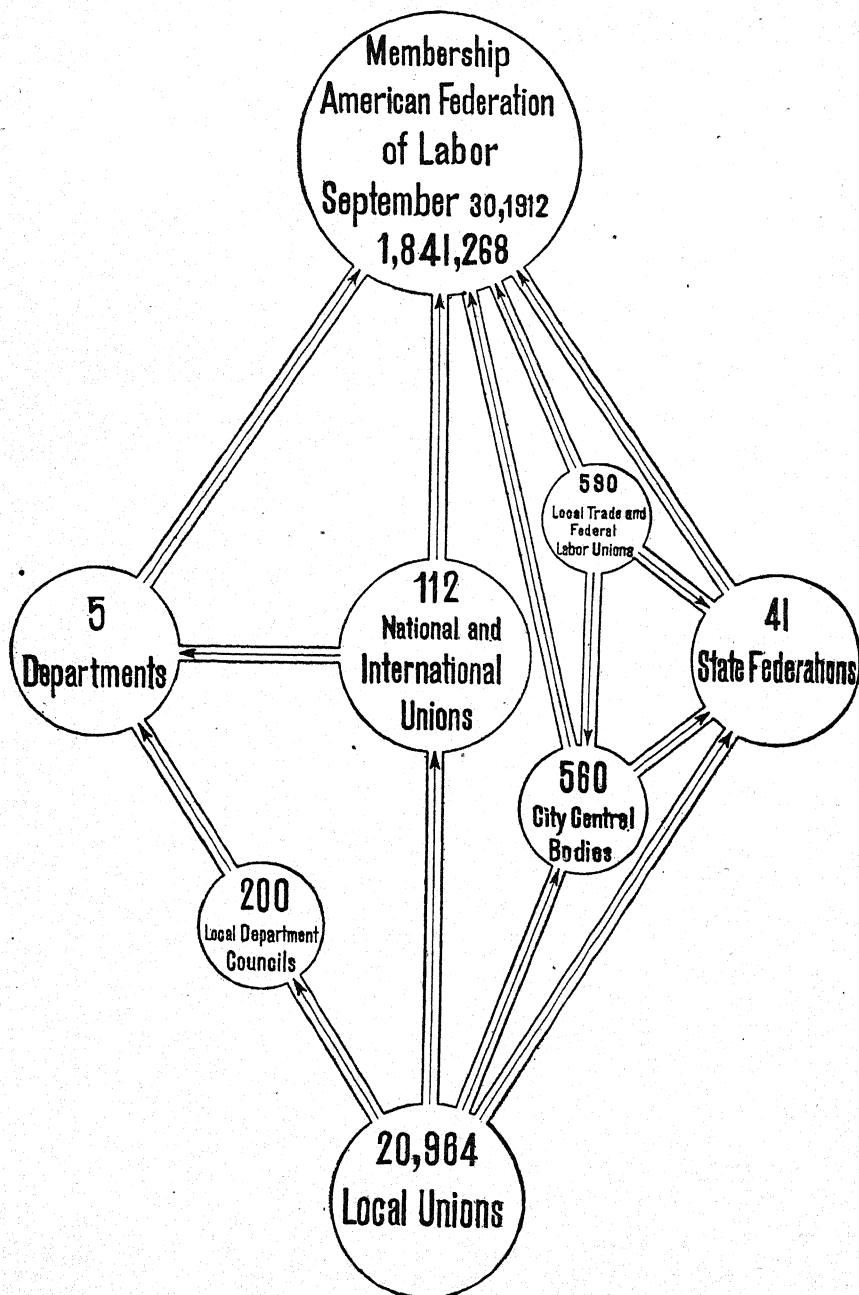 Membership
American Federation
of Labor
September 30,1912
1,841,268
590
Local Trade and
Federal
Labor Unions
5
Departments
112
National and
International
Unions
41
State Federations
560
City Central
Bodies
200
Local Department
Councils
20,964
Local Unions